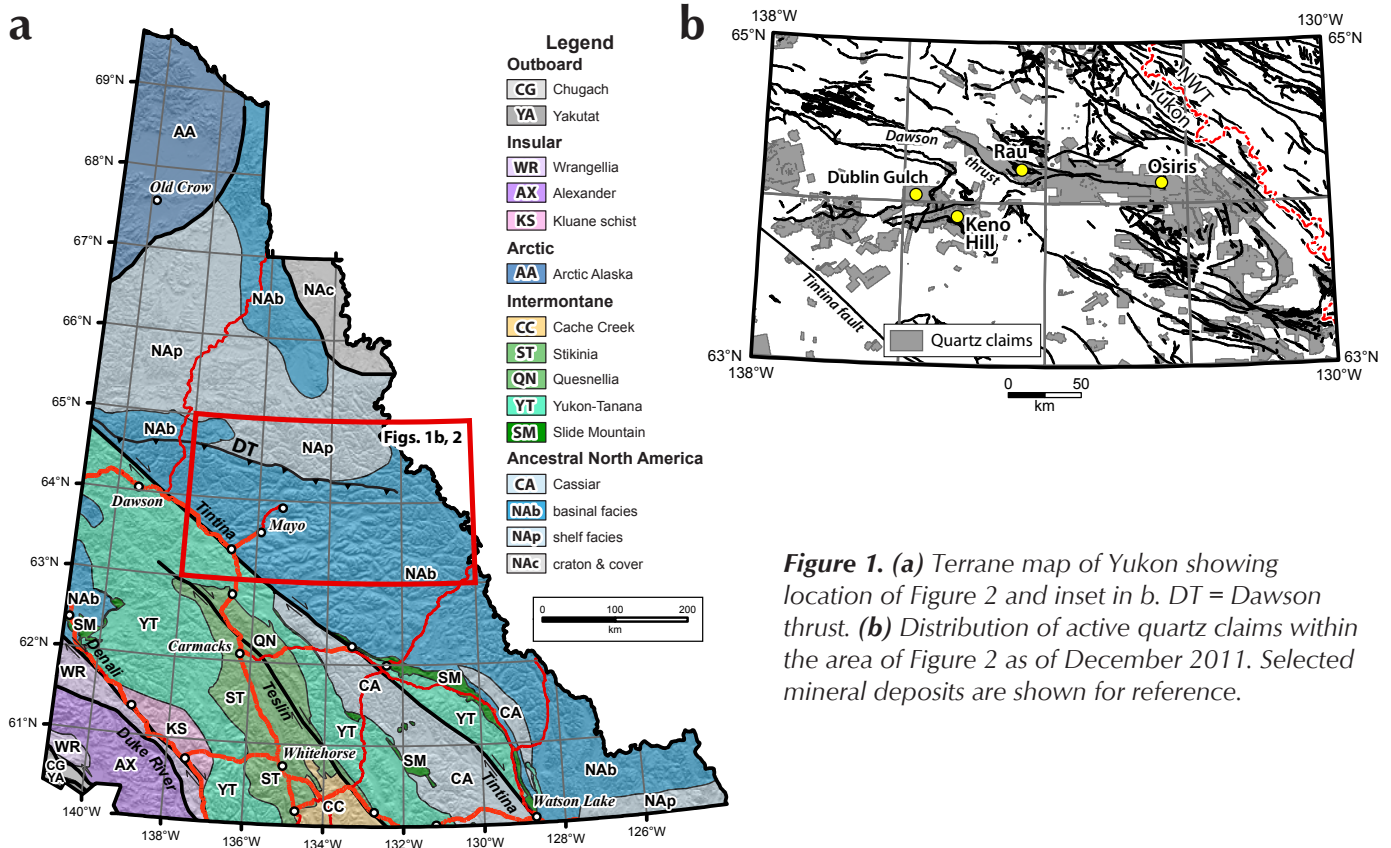 a
69°N
68°N
67°N
66°N
65°N
64°N
63°N
62°N
61°N
140°W
138°W
136°W
134°W
132°W
130°W
128°W
126°W
AA
Old Crow
NAb
NAc
NAp
NAb
DT
NAp
Figs. 1b, 2
Dawson
Tintina
Mayo
NAb
NAb
SM
YT
QN
Carmacks
Denali
WR
CA
SM
ST
Teslin
YT
CA
KS
YT
Duke River
Whitehorse
WR
AX
SM
CG
YA
ST
CA
NAb
YT
Tintina
CC
Watson Lake
NAp
Legend
Outboard
CG Chugach
YA Yakutat
Insular
WR Wrangellia
AX Alexander
KS Kluane schist
Arctic
AA Arctic Alaska
Intermontane
CC Cache Creek
ST Stikinia
QN Quesnellia
YT Yukon-Tanana
SM Slide Mountain
Ancestral North America
CA Cassiar
NAb basinal facies
NAp shelf facies
NAc craton & cover
0 100 200
km
b
138°W
65°N
130°W
65°N
NWT
Yukon
Dawson
thrust
Rau
Osiris
Dublin Gulch
Keno
Hill
Tintina fault
Quartz claims
63°N
138°W
63°N
130°W
0 50
km
Figure 1. (a) Terrane map of Yukon showing
location of Figure 2 and inset in b. DT = Dawson
thrust. (b) Distribution of active quartz claims within
the area of Figure 2 as of December 2011. Selected
mineral deposits are shown for reference.